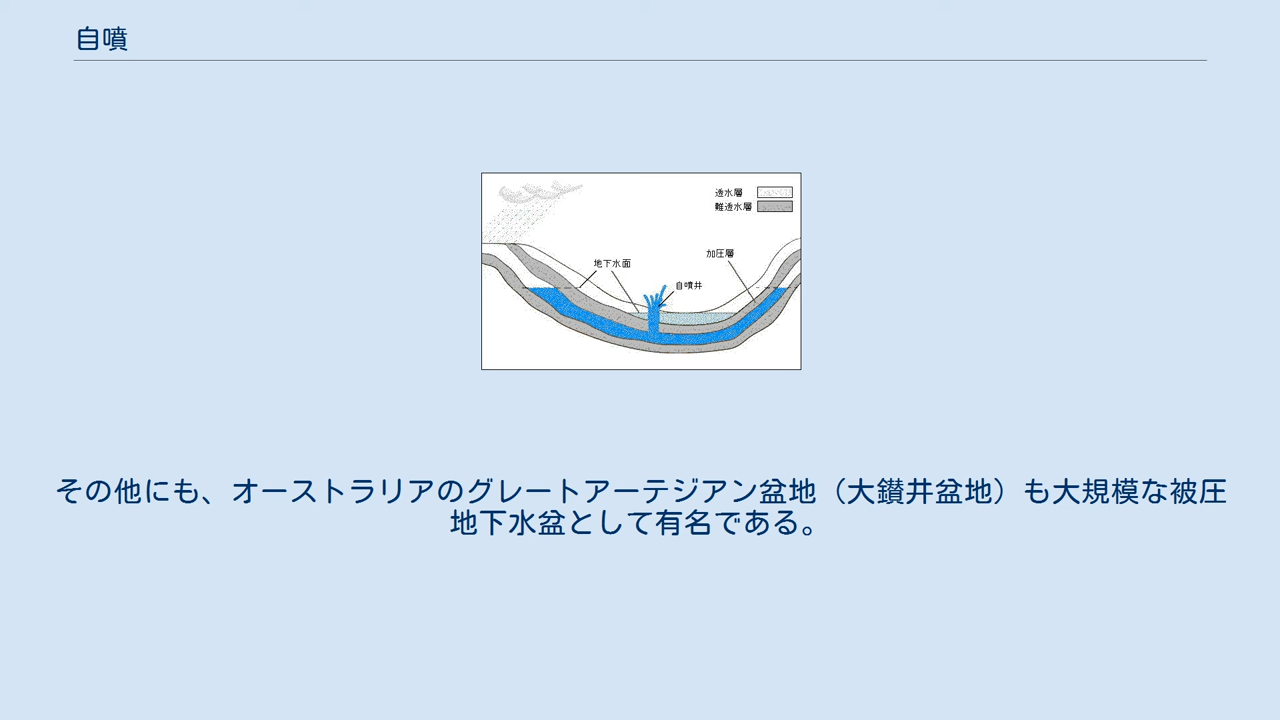 自噴
透水層
難透水層
加圧層
地下水面
自噴井
その他にも、オーストラリアのグレートアーテジアン盆地（大鑽井盆地）も大規模な被圧
地下水盆として有名である。